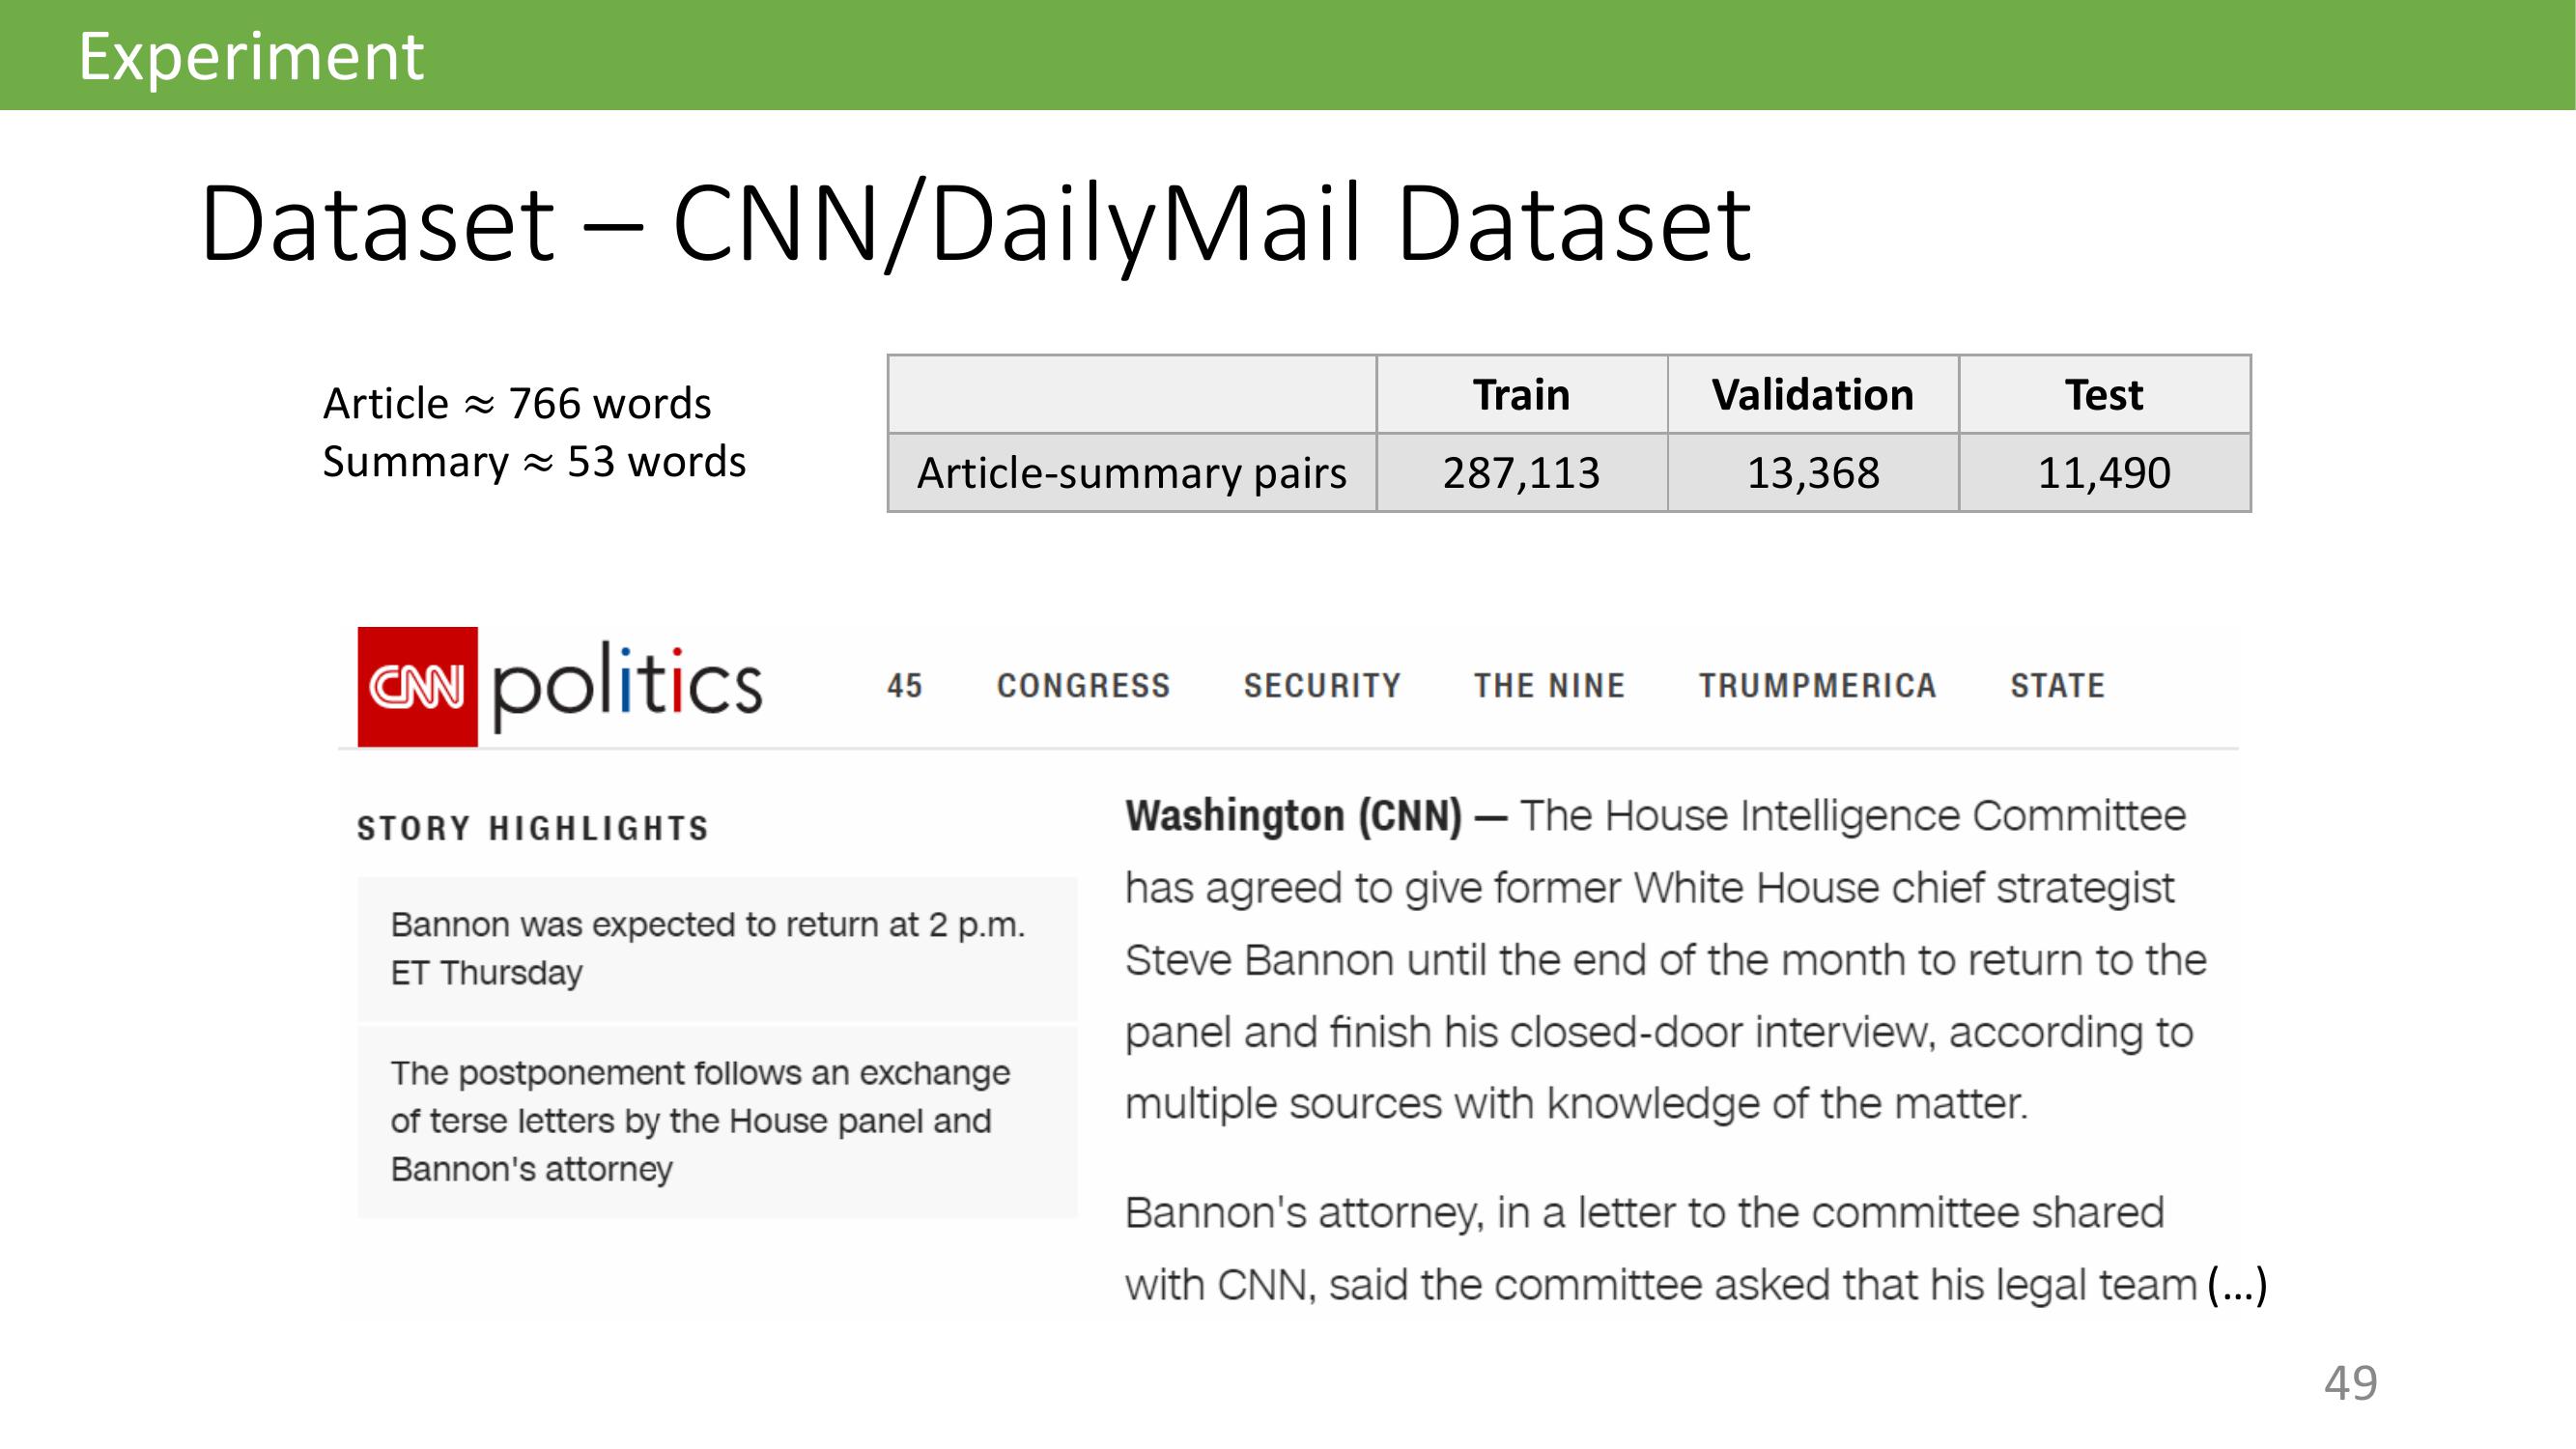 Experiment
Dataset – CNN/DailyMail Dataset
Article ≈ 766 words
Summary ≈ 53 words
Train Validation Test
Article-summary pairs 287,113 13,368 11,490
CNN politics 45 CONGRESS SECURITY THE NINE TRUMPMERICA STATE
STORY HIGHLIGHTS
Bannon was expected to return at 2 p.m.
ET Thursday
The postponement follows an exchange
of terse letters by the House panel and
Bannon's attorney
Washington (CNN) — The House Intelligence Committee
has agreed to give former White House chief strategist
Steve Bannon until the end of the month to return to the
panel and finish his closed-door interview, according to
multiple sources with knowledge of the matter.
Bannon's attorney, in a letter to the committee shared
with CNN, said the committee asked that his legal team (...)
49